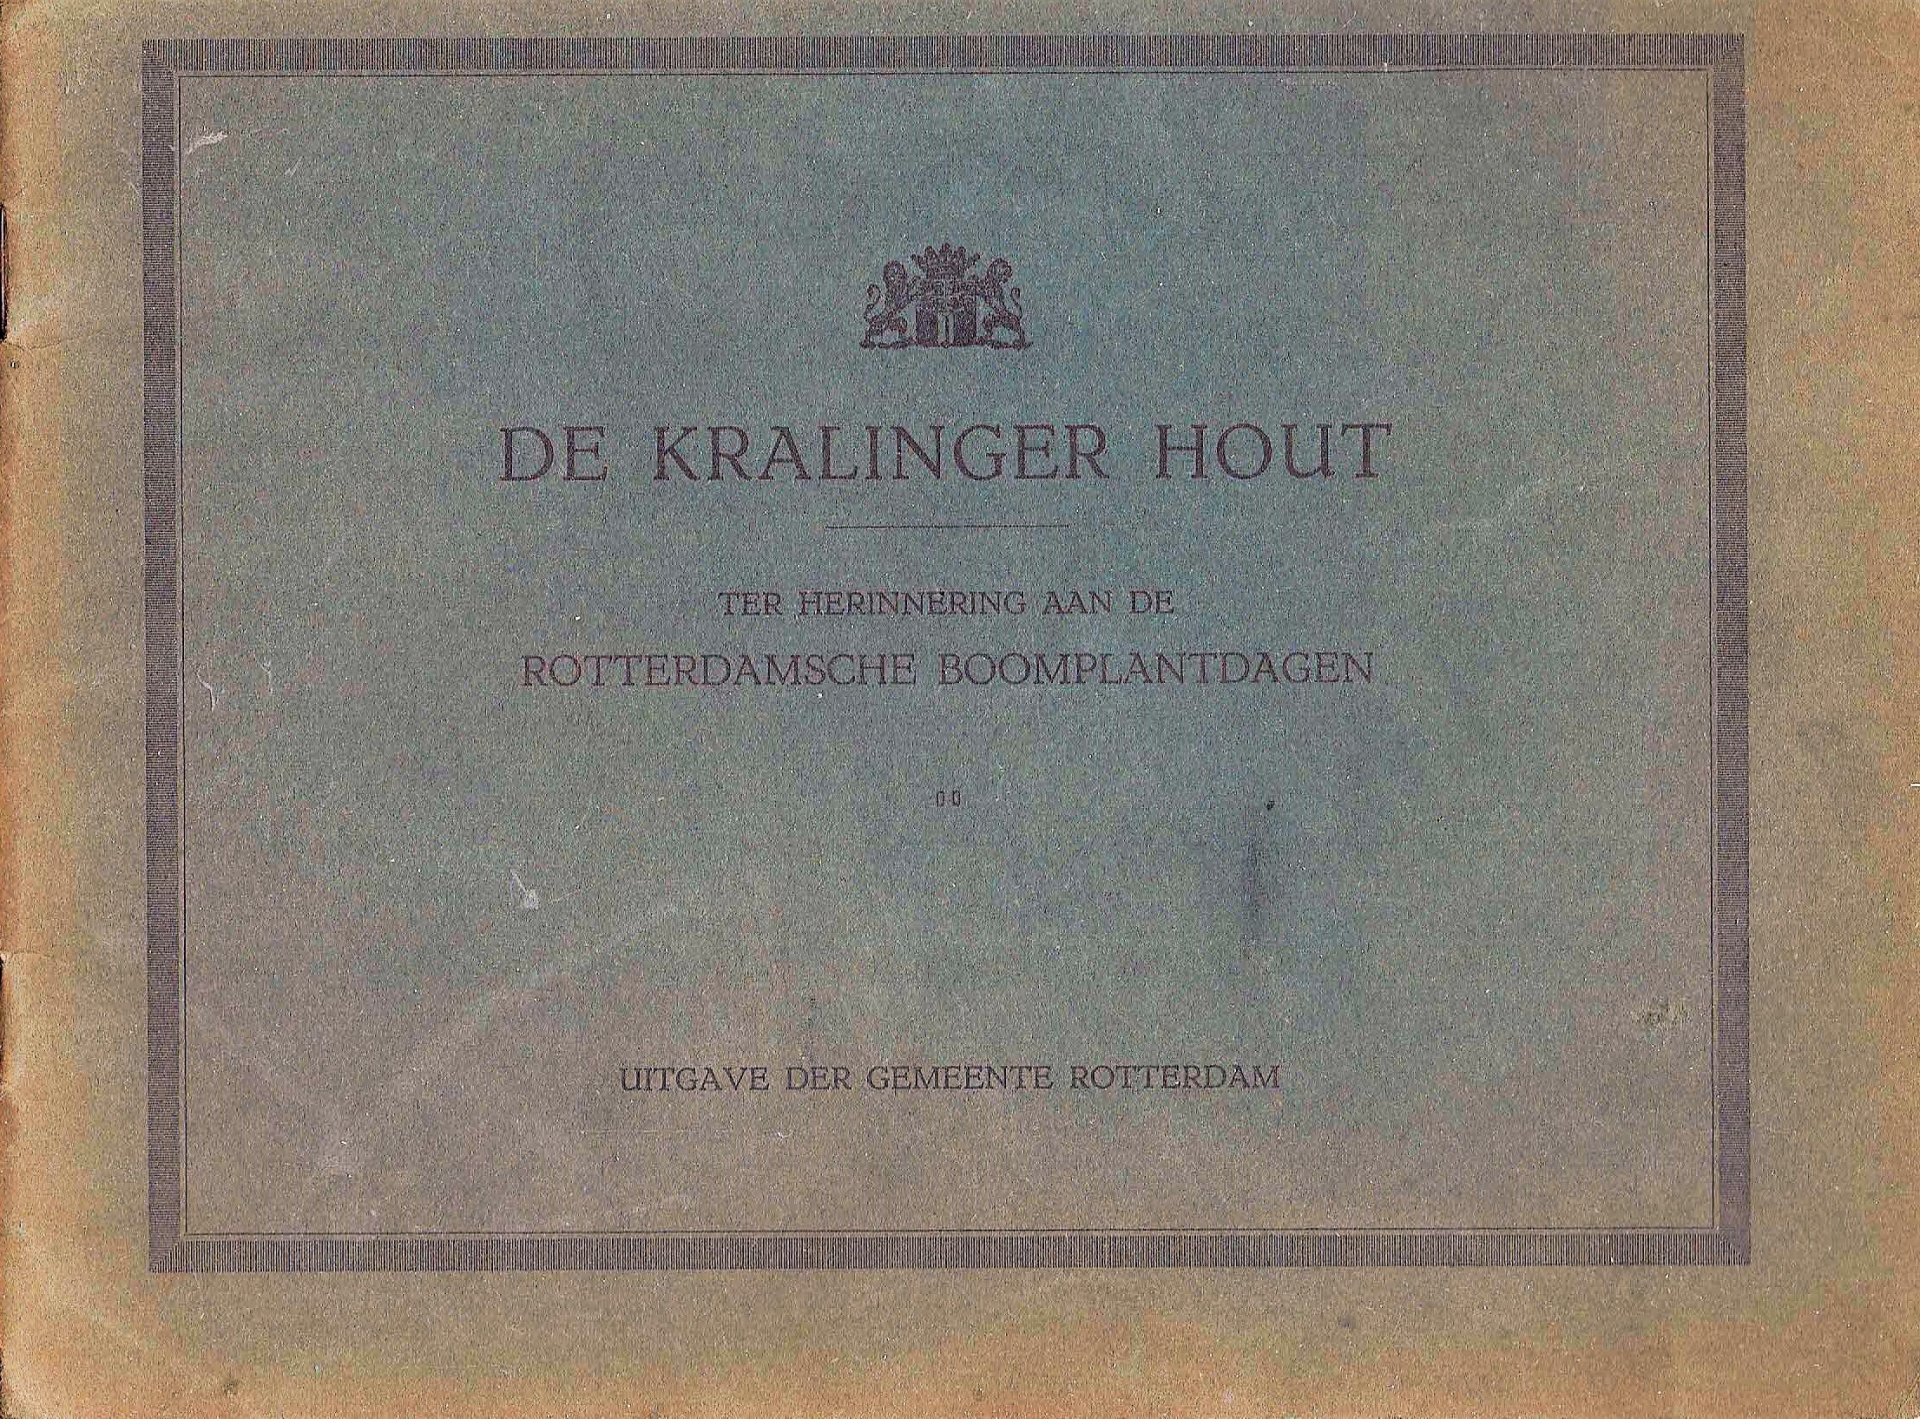 DE KRALINGER HOUT
TER HERINNERING AAN DE
ROTTERDAMSCHE BOOMPLANTDAGEN
UITGAVE DER GEMEENTE ROTTERDAM